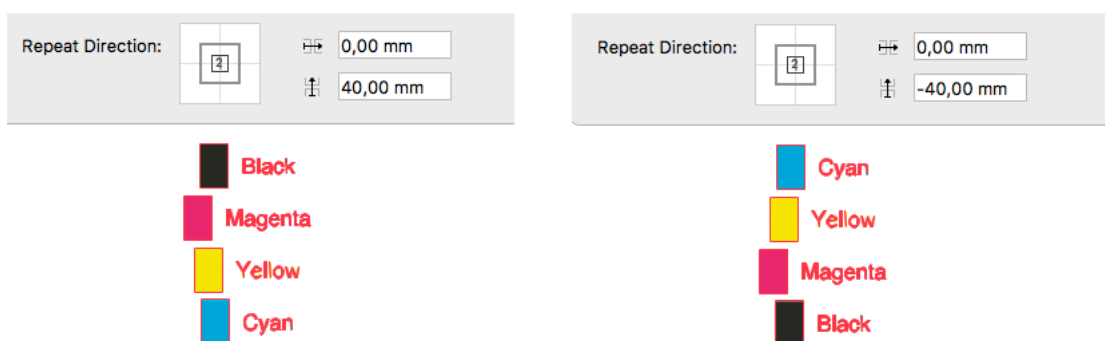 Repeat Direction:
2
0,00 mm
40,00 mm
Black
Magenta
Yellow
Cyan
Repeat Direction:
2
0,00 mm
-40,00 mm
Cyan
Yellow
Magenta
Black